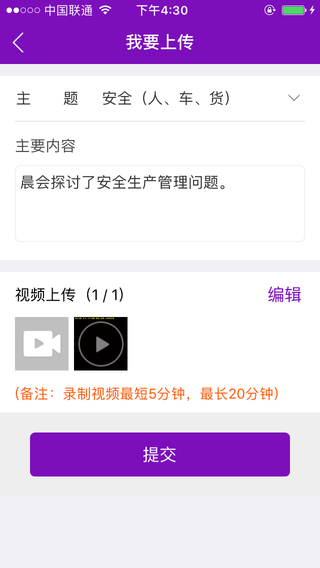 中国联通 下午4:30
我要上传
主 题 安全（人、车、货）
主要内容
晨会探讨了安全生产管理问题。
视频上传（1 / 1） 编辑
(备注：录制视频最短5分钟，最长20分钟)
提交